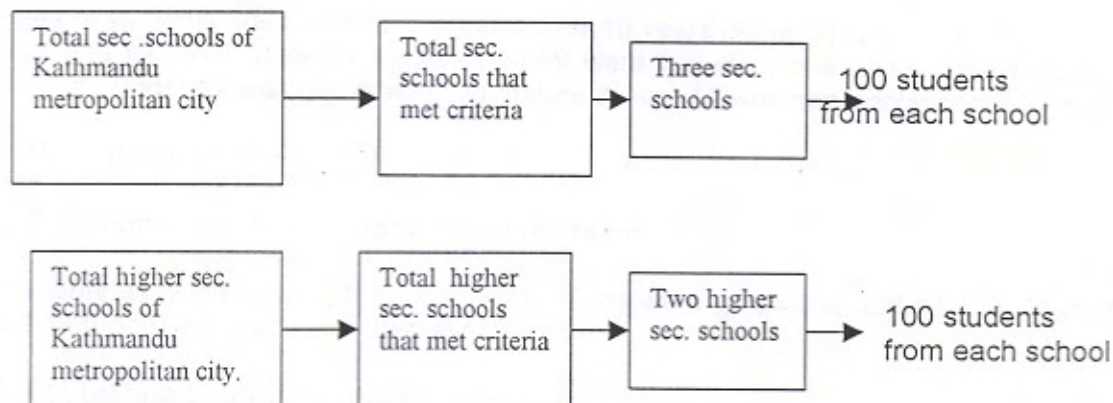 Total sec .schools of
Kathmandu
metropolitan city
Total sec.
schools that
met criteria
Three sec.
schools
100 students
from each school
Total higher sec.
schools of
Kathmandu
metropolitan city.
Total higher
sec. schools
that met criteria
Two higher
sec. schools
100 students
from each school